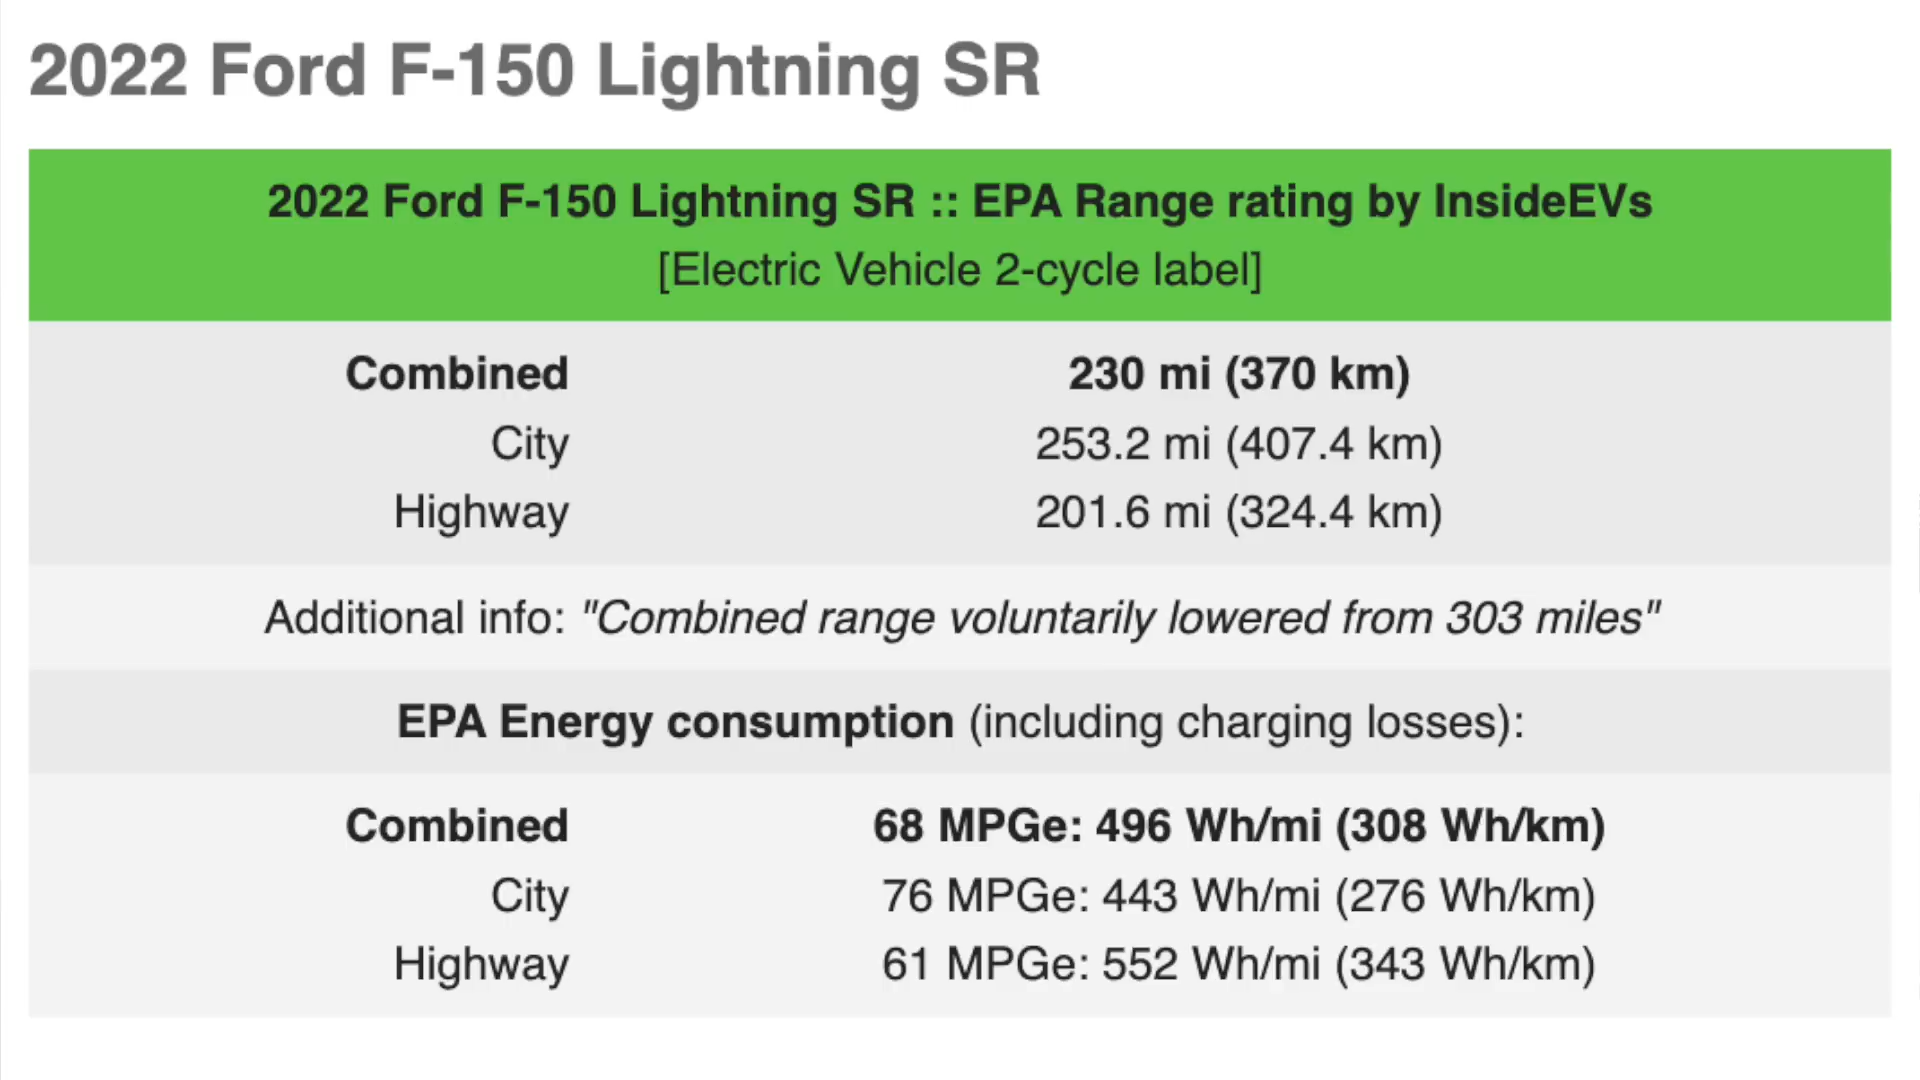 2022 Ford F-150 Lightning SR
2022 Ford F-150 Lightning SR :: EPA Range rating by InsideEVs
[Electric Vehicle 2-cycle label]
Combined 230 mi (370 km)
City 253.2 mi (407.4 km)
Highway 201.6 mi (324.4 km)
Additional info: "Combined range voluntarily lowered from 303 miles"
EPA Energy consumption (including charging losses):
Combined 68 MPGe: 496 Wh/mi (308 Wh/km)
City 76 MPGe: 443 Wh/mi (276 Wh/km)
Highway 61 MPGe: 552 Wh/mi (343 Wh/km)